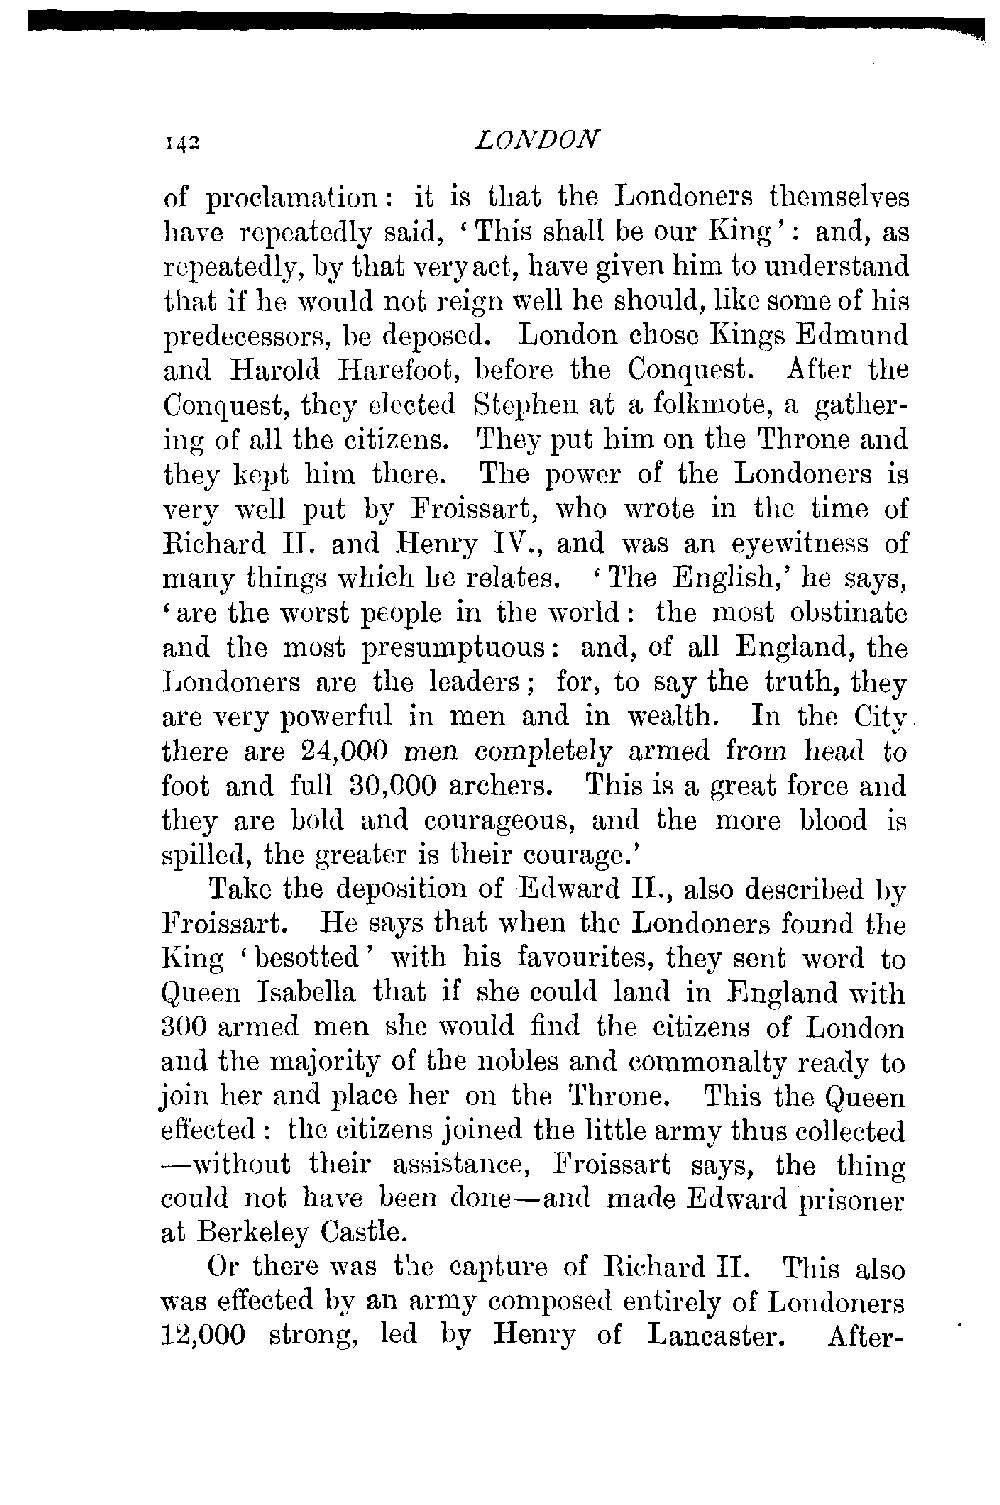 142 LONDON
of proclamation: it is that the Londoners themselves
have repeatedly said, 'This shall be our King': and, as
repeatedly, by that very act, have given him to understand
that if he would not reign well he should, like some of his
predecessors, be deposed. London chose Kings Edmund
and Harold Harefoot, before the Conquest. After the
Conquest, they elected Stephen at a folkmote, a gather-
ing of all the citizens. They put him on the Throne and
they kept him there. The power of the Londoners is
very well put by Froissart, who wrote in the time of
Richard II. and Henry IV., and was an eyewitness of
many things which he relates. 'The English,' he says,
'are the worst people in the world: the most obstinate
and the most presumptuous: and, of all England, the
Londoners are the leaders; for, to say the truth, they
are very powerful in men and in wealth. In the City
there are 24,000 men completely armed from head to
foot and full 30,000 archers. This is a great force and
they are bold and courageous, and the more blood is
spilled, the greater is their courage.'
Take the deposition of Edward II., also described by
Froissart. He says that when the Londoners found the
King 'besotted' with his favourites, they sent word to
Queen Isabella that if she could land in England with
300 armed men she would find the citizens of London
and the majority of the nobles and commonalty ready to
join her and place her on the Throne. This the Queen
effected: the citizens joined the little army thus collected
—without their assistance, Froissart says, the thing
could not have been done—and made Edward prisoner
at Berkeley Castle.
Or there was the capture of Richard II. This also
was effected by an army composed entirely of Londoners
12,000 strong, led by Henry of Lancaster. After-